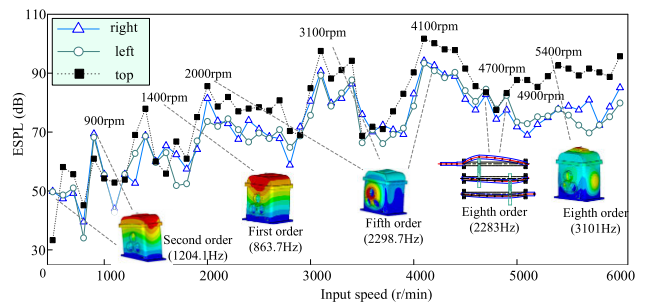 110
90
70
50
30
ESPL (dB)
right
left
top
900rpm
1400rpm
2000rpm
3100rpm
4100rpm
4700rpm
4900rpm
5400rpm
Second order
(1204.1Hz)
First order
(863.7Hz)
Fifth order
(2298.7Hz)
Eighth order
(2283Hz)
Eighth order
(3101Hz)
0 1000 2000 3000 4000 5000 6000
Input speed (r/min)